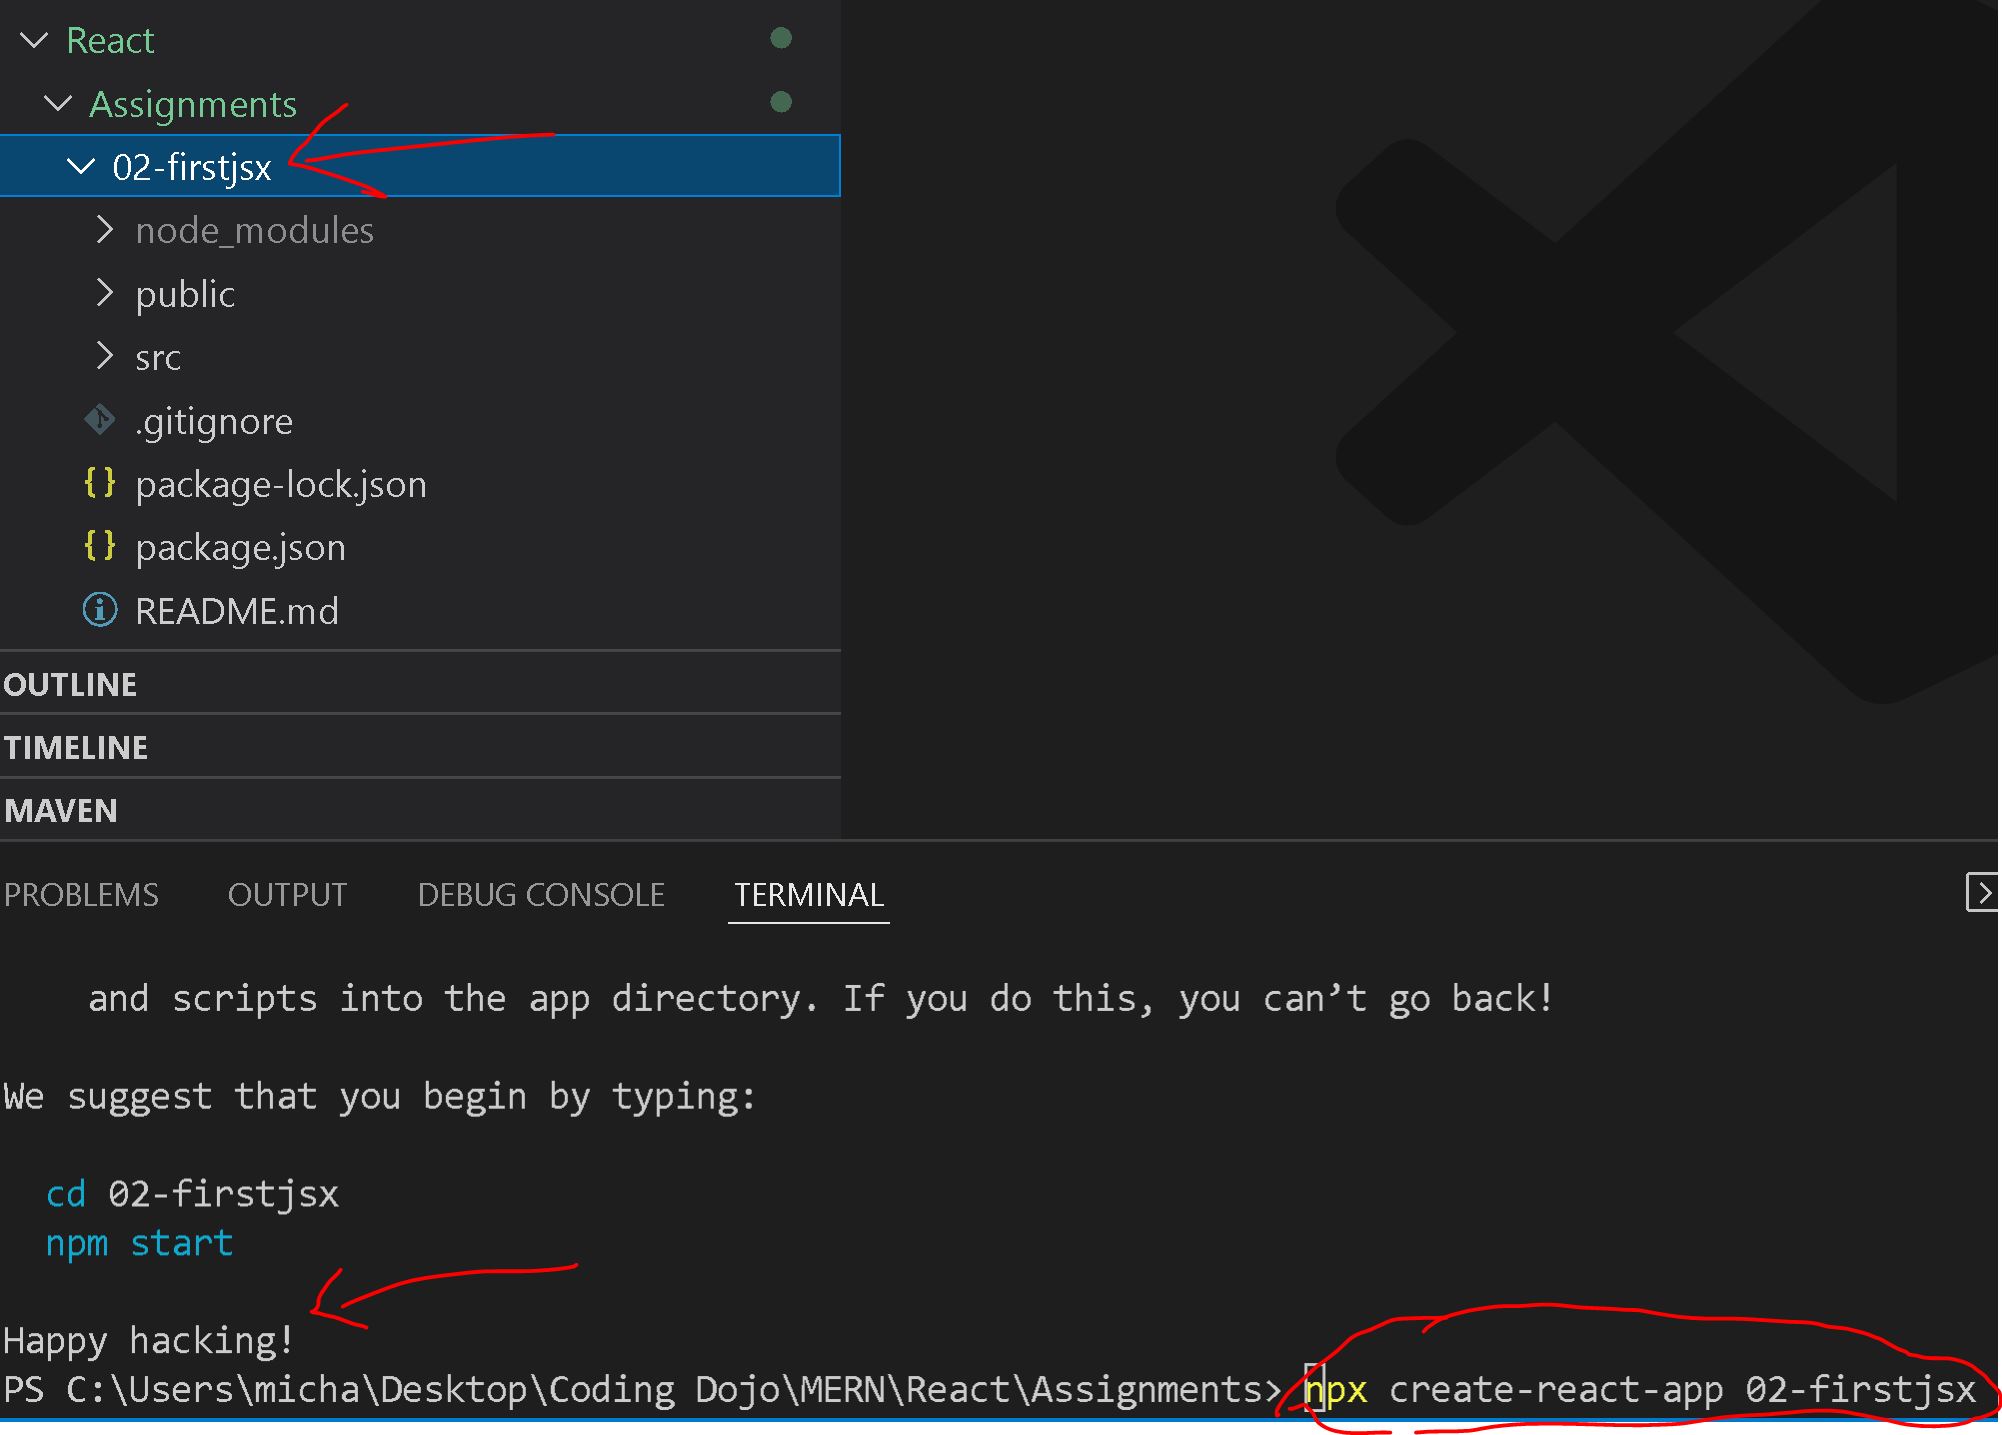 React
Assignments
02-firstjsx
node_modules
public
src
.gitignore
{} package-lock.json
{} package.json
README.md
OUTLINE
TIMELINE
MAVEN
PROBLEMS OUTPUT DEBUG CONSOLE TERMINAL
and scripts into the app directory. If you do this, you can’t go back!
We suggest that you begin by typing:
cd 02-firstjsx
npm start
Happy hacking!
PS C:\Users\micha\Desktop\Coding Dojo\MERN\React\Assignments> npx create-react-app 02-firstjsx